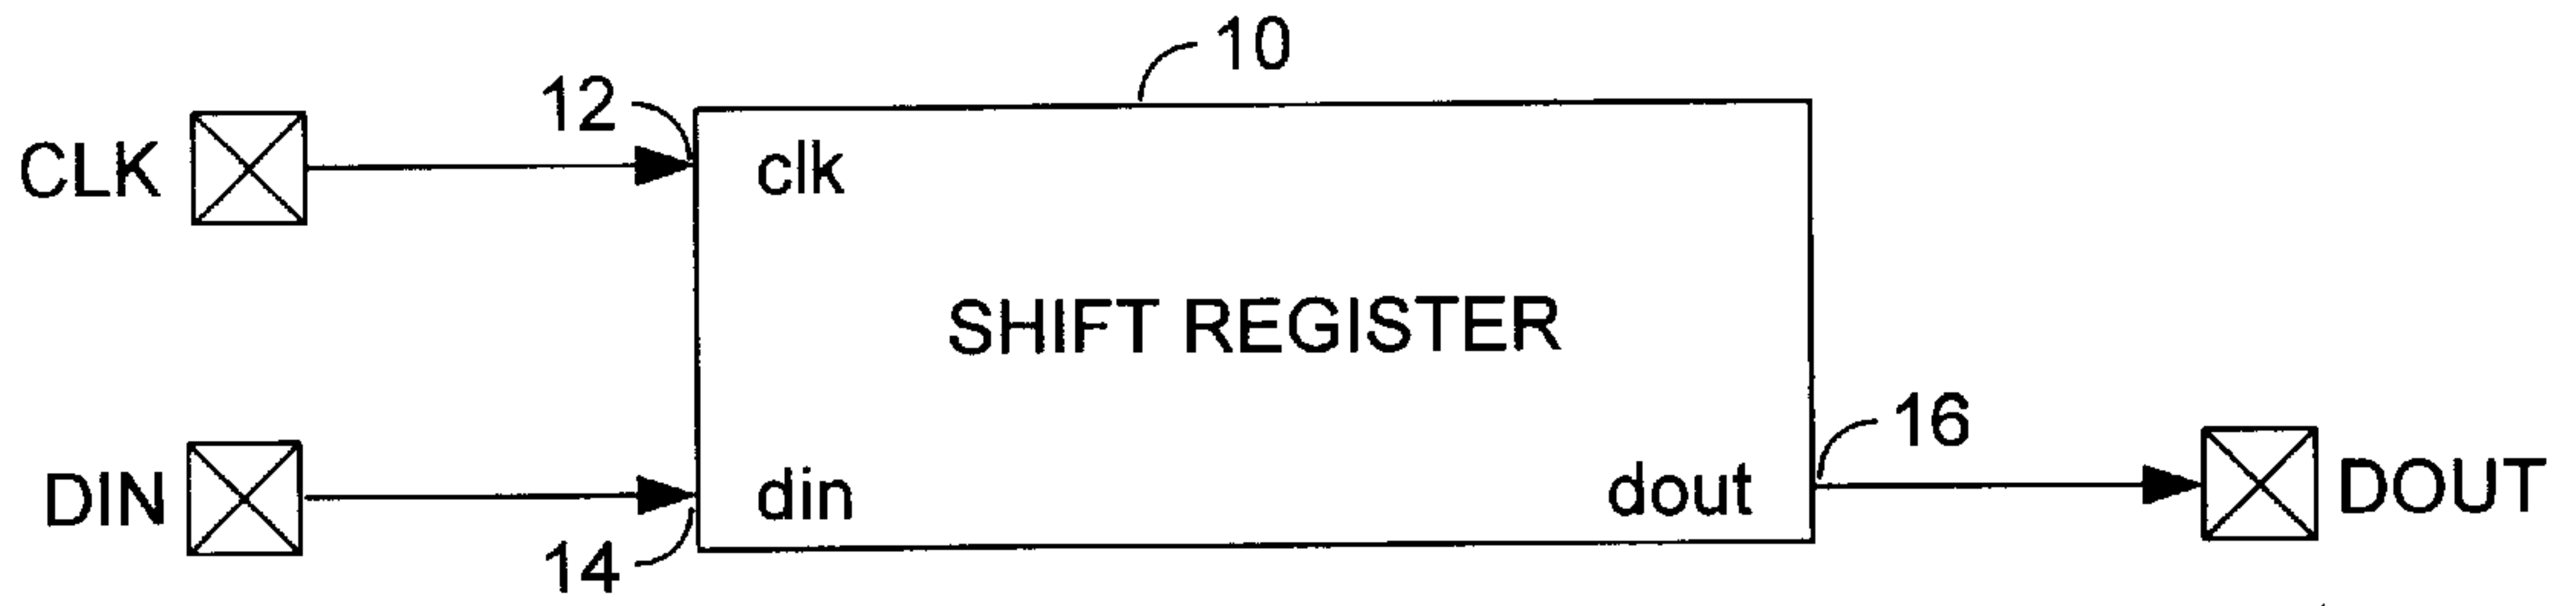 10
12
CLK
clk
SHIFT REGISTER
16
DIN
din
dout
DOUT
14